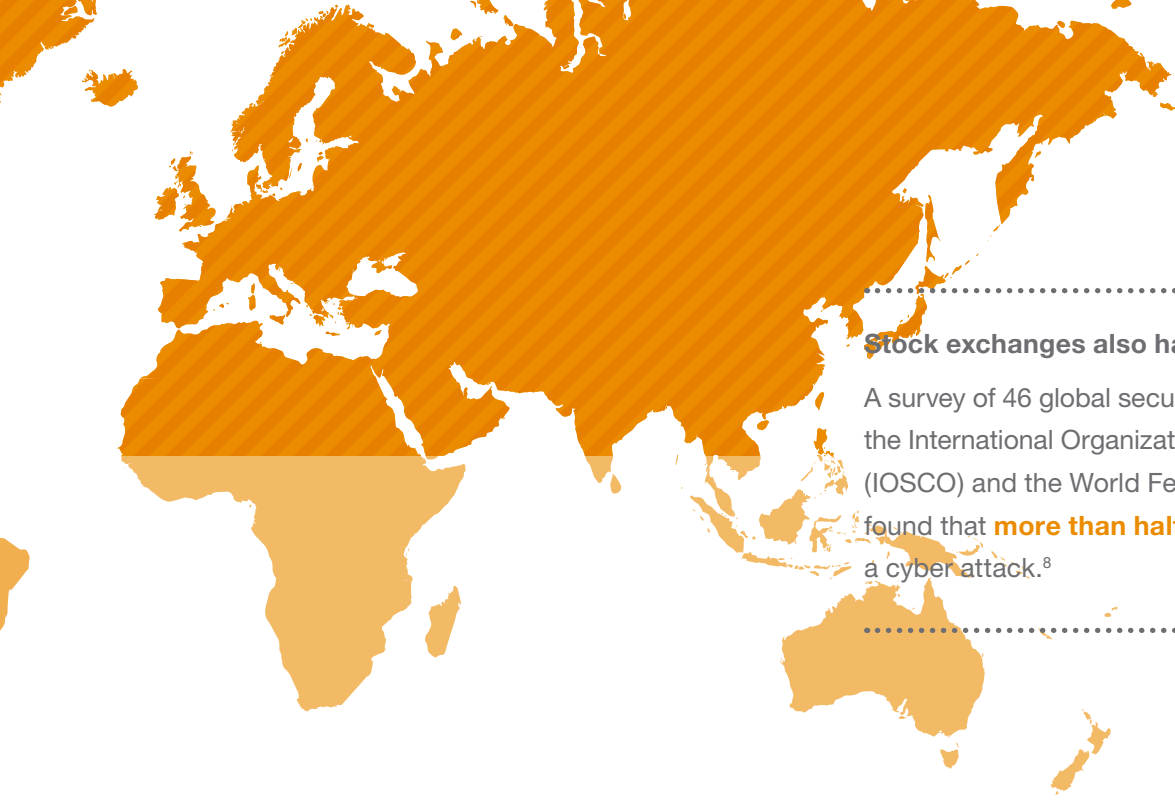 Stock exchanges also ha
A survey of 46 global secu
the International Organizat
(IOSCO) and the World Fe
found that more than half
a cyber attack.8